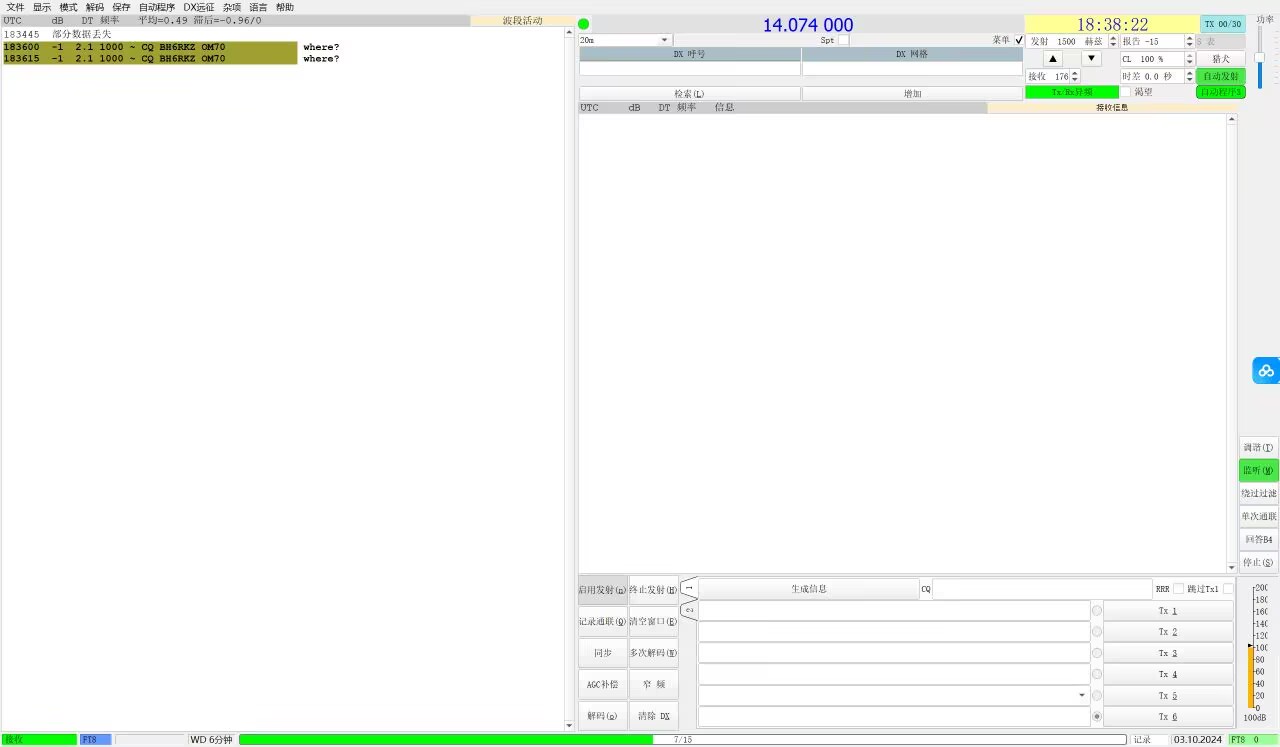 文件 显示 模式 解码 保存 自动程序 DX远征 杂项 语言 帮助
UTC dB DT 频率 平均=0.49 滞后=-0.96/0 波段活动
183445 部分数据丢失
183600 -1 2.1 1000 ~ CQ BH6RKZ OM70 where?
183615 -1 2.1 1000 ~ CQ BH6RKZ OM70 where?
14.074 000
18:38:22
TX 00/30
功率
20m
Spt
菜单
发射 1500 赫兹
报告 -15
S 表
DX 呼号
DX 网格
▲ ▼
CL 100 %
猎犬
接收 176
时差 0.0 秒
自动发射
检索(L)
增加
Tx/Rx异频
渴望
自动程序3
UTC dB DT 频率 信息
接收信息
调谐(T)
监听(M)
绕过过滤
单次通联
回答B4
停止(S)
启用发射(n)
终止发射(H)
1
生成信息
CQ
RRR
跳过Tx1
2
Tx 1
记录通联(Q)
清空窗口(E)
Tx 2
同步
多次解码(W)
Tx 3
Tx 4
AGC补偿
窄 频
Tx 5
解码(o)
清除 DX
Tx 6
200
180
160
140
120
100
80
60
40
20
0
100dB
接收
FT8
WD 6分钟
7/15
记录
03.10.2024
FT8 0